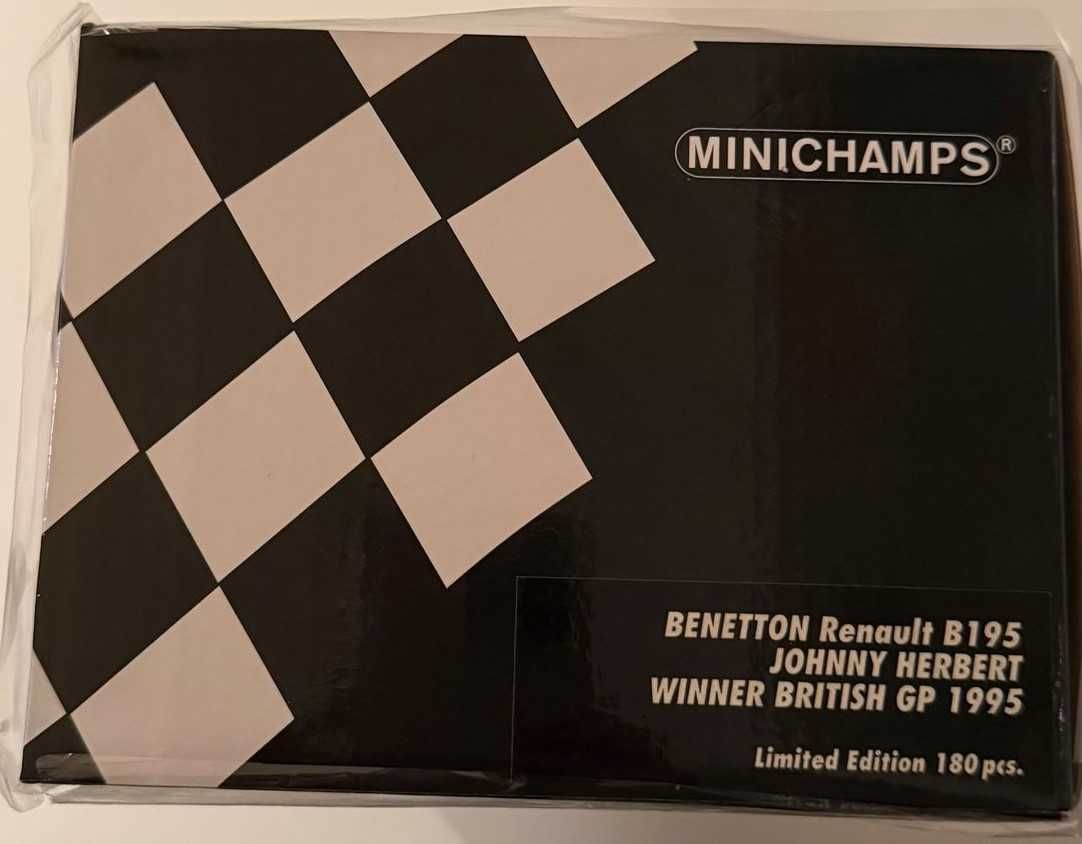 MINICHAMPS®
BENETTON Renault B195
JOHNNY HERBERT
WINNER BRITISH GP 1995
Limited Edition 180 pcs.